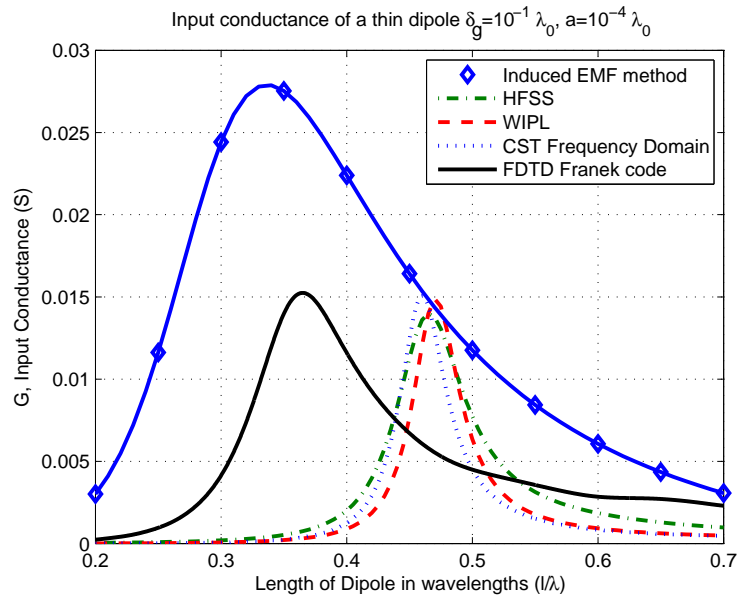 Input conductance of a thin dipole δg=10⁻¹ λ₀, a=10⁻⁴ λ₀
G, Input Conductance (S)
0.03
0.025
0.02
0.015
0.01
0.005
0
Induced EMF method
HFSS
WIPL
CST Frequency Domain
FDTD Franek code
0.2 0.3 0.4 0.5 0.6 0.7
Length of Dipole in wavelengths (l/λ)